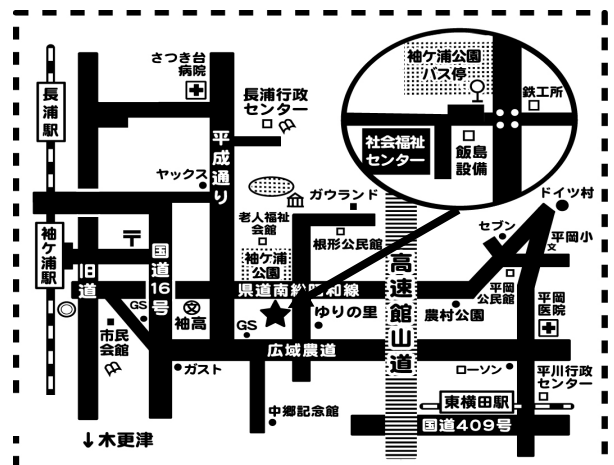 さつき台
病院
長浦駅
長浦行政
センター
平成通り
ヤックス
ガウランド
老人福祉
会館
根形公民館
袖ケ浦
公園
袖ケ浦公園
バス停
鉄工所
社会福祉
センター
飯島
設備
ドイツ村
セブン
平岡小
文
平岡
公民館
平岡
医院
袖ケ浦駅
旧道
国道16号
高速館山道
県道南総昭和線
GS
袖高
GS
ゆりの里
農村公園
市民
会館
広域農道
ガスト
ローソン
平川行政
センター
中郷記念館
東横田駅
国道409号
↓木更津